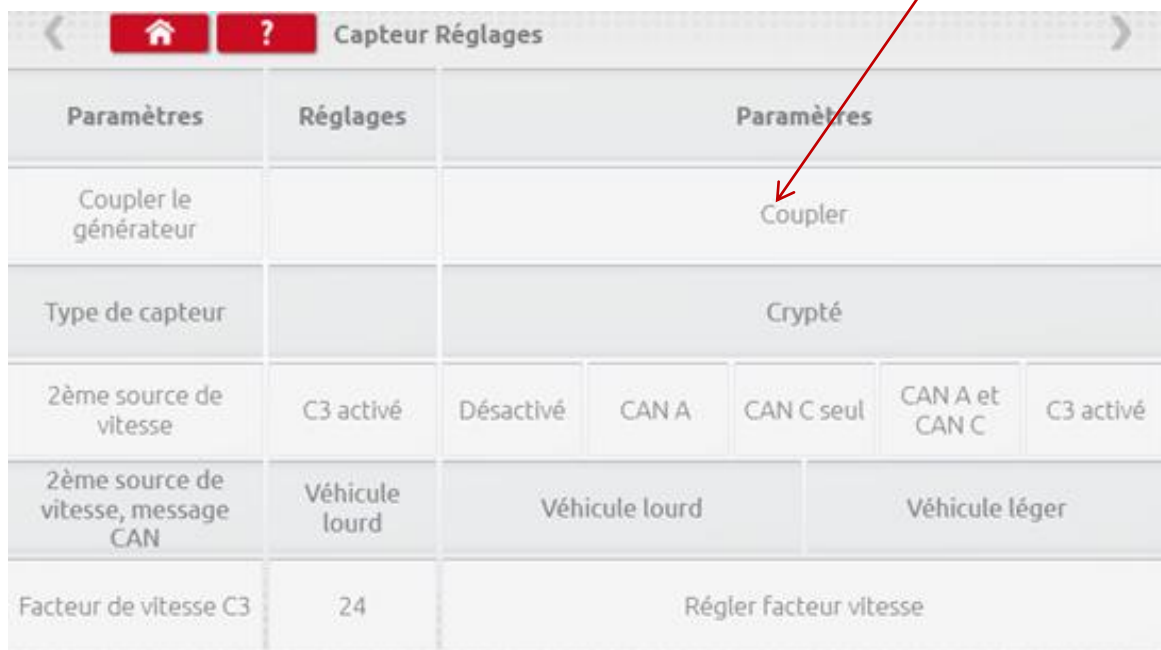 ? Capteur Réglages
Paramètres Réglages Paramètres
Coupler le
générateur
Coupler
Type de capteur Crypté
2ème source de
vitesse
C3 activé Désactivé CAN A CAN C seul
CAN A et
CAN C
C3 activé
2ème source de
vitesse, message
CAN
Véhicule
lourd
Véhicule lourd Véhicule léger
Facteur de vitesse C3 24 Régler facteur vitesse